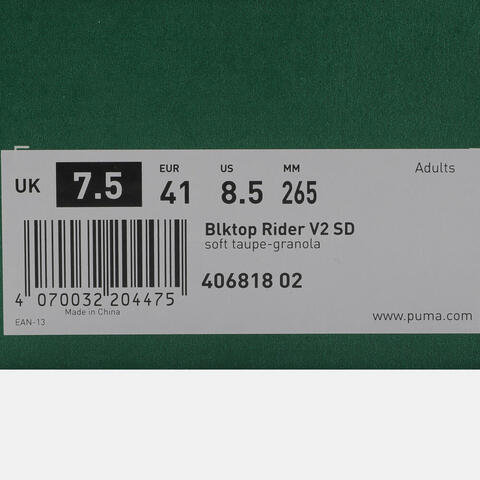 EUR US MM Adults
UK 7.5 41 8.5 265
Blktop Rider V2 SD
soft taupe-granola
406818 02
4 070032 204475
Made in China
EAN-13
www.puma.com